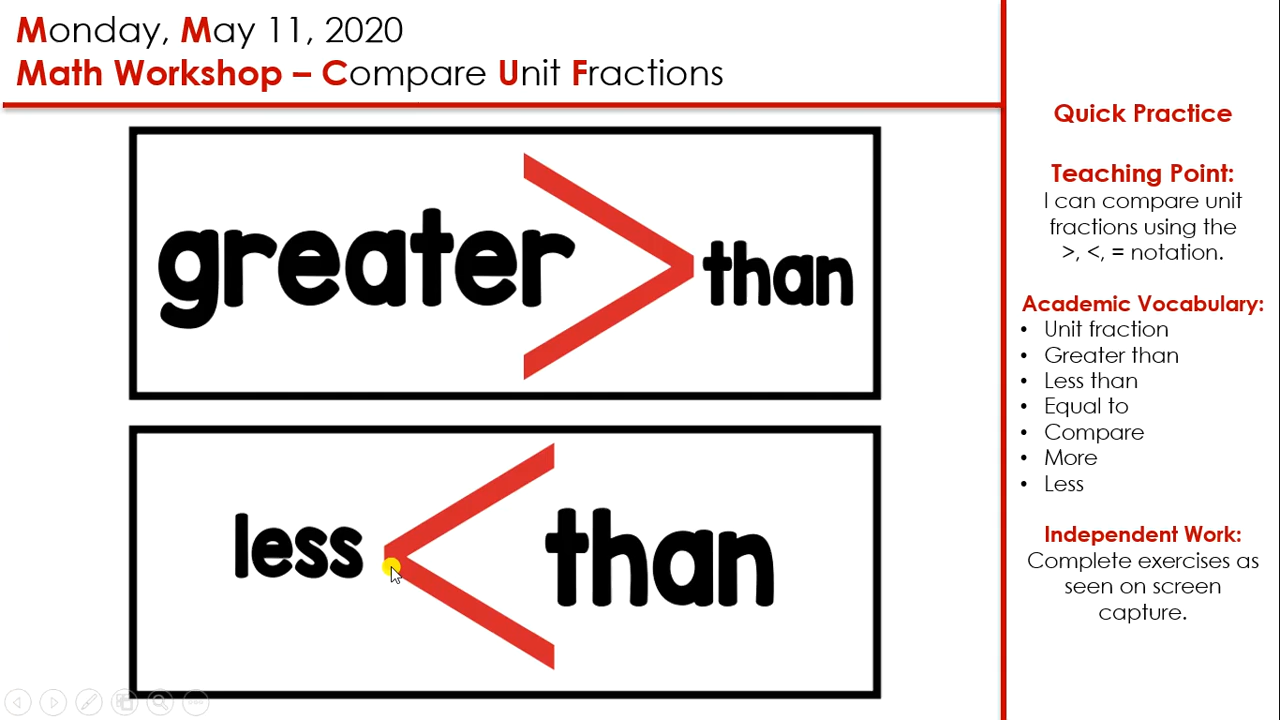 Monday, May 11, 2020
Math Workshop – Compare Unit Fractions
greater > than
less < than
Quick Practice
Teaching Point:
I can compare unit
fractions using the
>, <, = notation.
Academic Vocabulary:
• Unit fraction
• Greater than
• Less than
• Equal to
• Compare
• More
• Less
Independent Work:
Complete exercises as
seen on screen
capture.